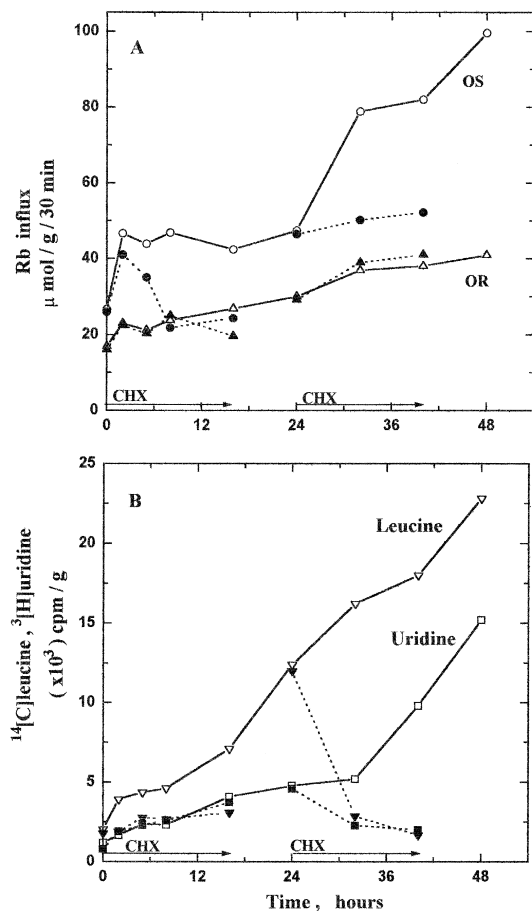 A
100
80
60
40
20
0
Rb influx
μ mol / g / 30 min
OS
OR
CHX
CHX
0
12
24
36
48
B
25
20
15
10
5
0
¹⁴[C]leucine , ³[H]uridine
( x10³) cpm / g
Leucine
Uridine
CHX
CHX
0
12
24
36
48
Time , hours